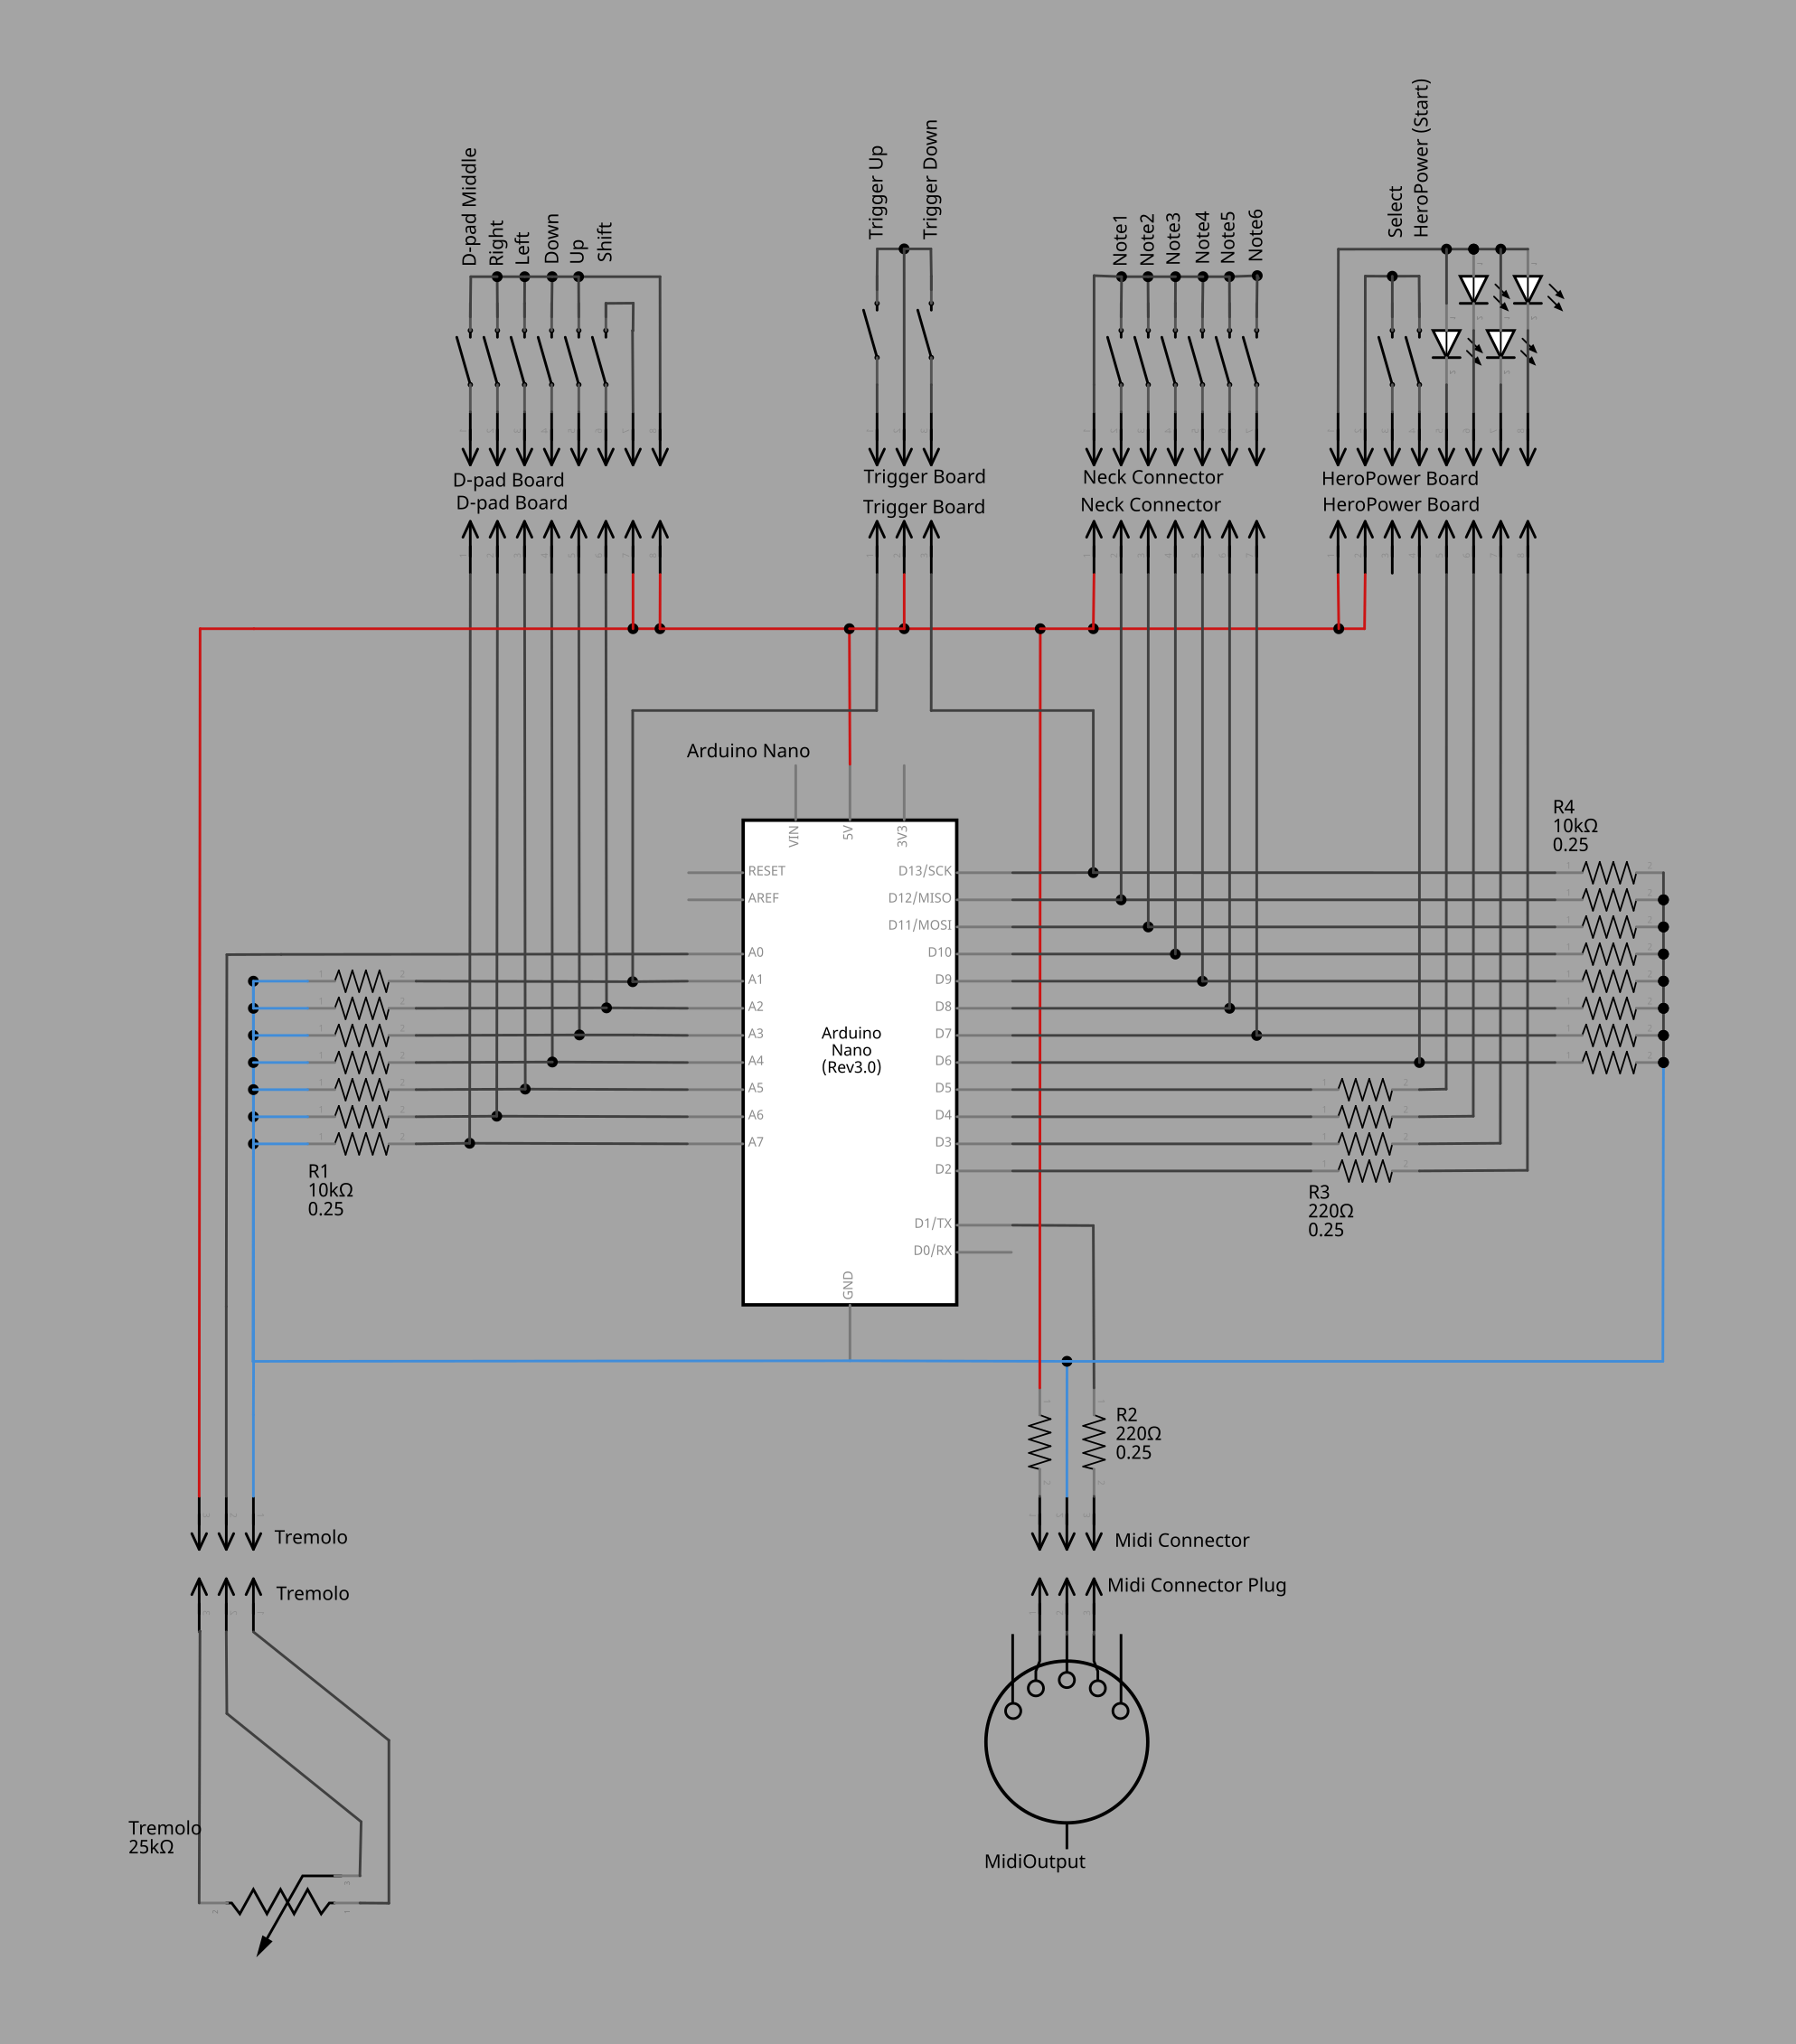 D-pad Middle
Right
Left
Down
Up
Shift
Trigger Up
Trigger Down
Note1
Note2
Note3
Note4
Note5
Note6
Select
HeroPower (Start)
D-pad Board
D-pad Board
Trigger Board
Trigger Board
Neck Connector
Neck Connector
HeroPower Board
HeroPower Board
Arduino Nano
VIN
5V
3V3
RESET
AREF
A0
A1
A2
A3
A4
A5
A6
A7
Arduino
Nano
(Rev3.0)
D13/SCK
D12/MISO
D11/MOSI
D10
D9
D8
D7
D6
D5
D4
D3
D2
D1/TX
D0/RX
GND
R4
10kΩ
0.25
R1
10kΩ
0.25
R3
220Ω
0.25
R2
220Ω
0.25
Tremolo
Tremolo
Midi Connector
Midi Connector Plug
Tremolo
25kΩ
MidiOutput